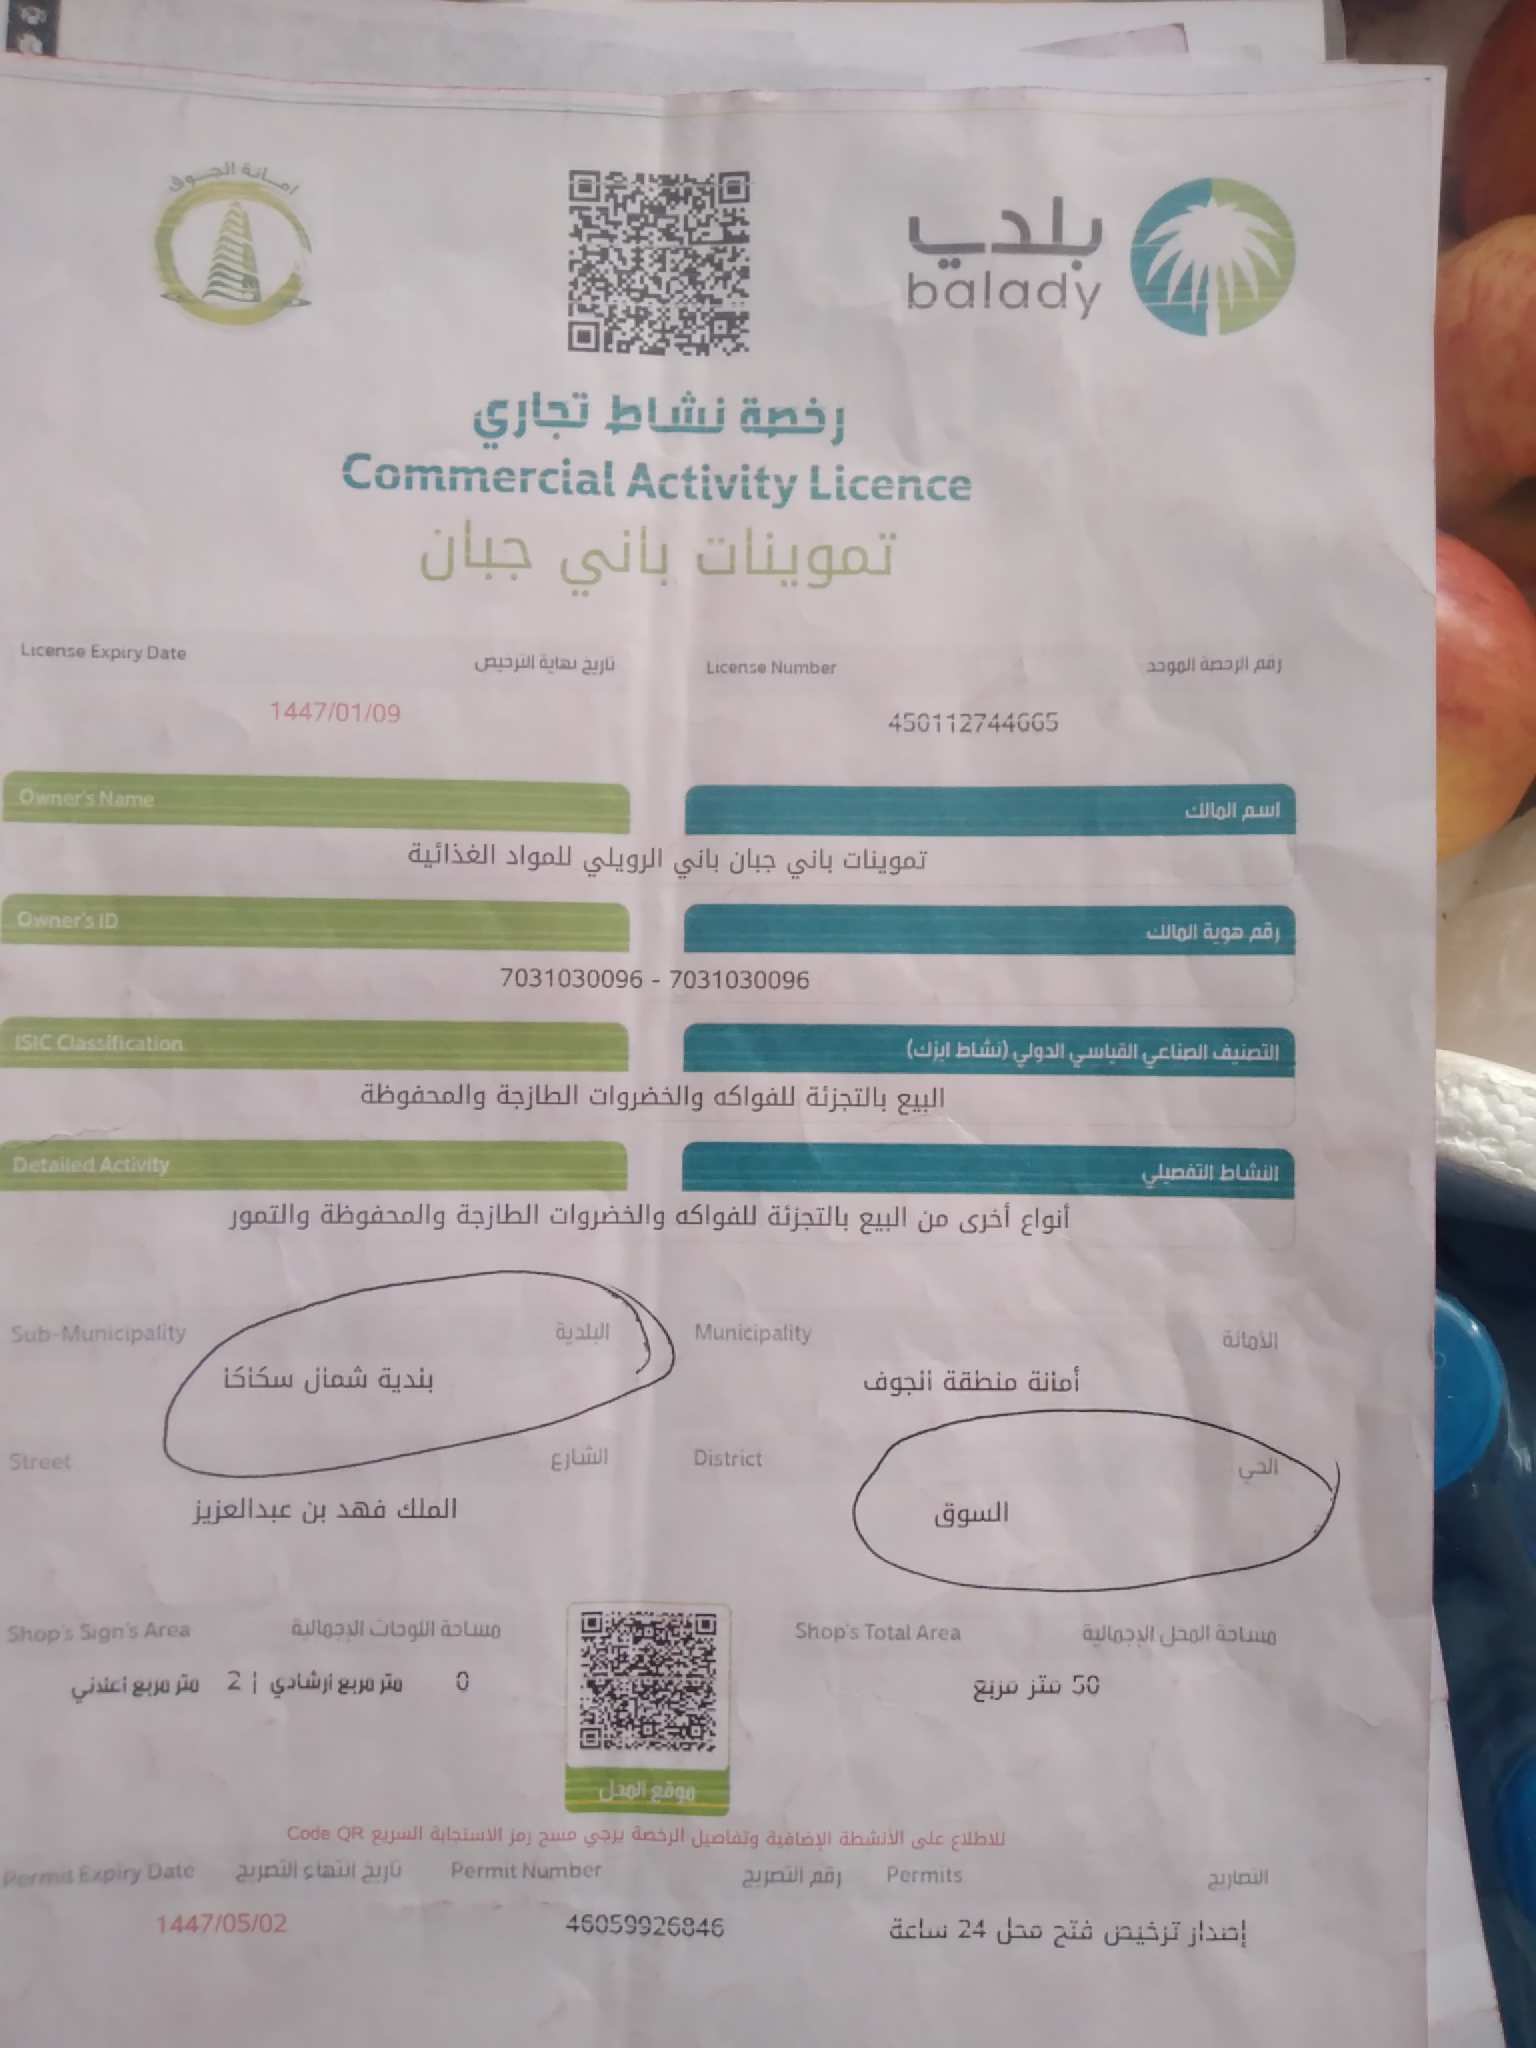 امانة الجوف
بلدي
balady
رخصة نشاط تجاري
Commercial Activity Licence
تموينات باني جبان
رقم الرخصة الموحد
License Number
تاريخ نهاية الترخيص
License Expiry Date
450112744665
1447/01/09
اسم المالك
Owner's Name
تموينات باني جبان باني الرويلي للمواد الغذائية
رقم هوية المالك
Owner's ID
7031030096 - 7031030096
التصنيف الصناعي القياسي الدولي (نشاط ايزك)
ISIC Classification
البيع بالتجزئة للفواكه والخضروات الطازجة والمحفوظة
النشاط التفصيلي
Detailed Activity
أنواع أخرى من البيع بالتجزئة للفواكه والخضروات الطازجة والمحفوظة والتمور
الأمانة
Municipality
البلدية
Sub-Municipality
أمانة منطقة الجوف
بلدية شمال سكاكا
الحي
District
الشارع
Street
السوق
الملك فهد بن عبدالعزيز
مساحة المحل الإجمالية
Shop's Total Area
مساحة اللوحات الإجمالية
Shop's Sign's Area
50 متر مربع
0 متر مربع ارشادي | 2 متر مربع اعلاني
موقع المحل
للاطلاع على الأنشطة الإضافية وتفاصيل الرخصة يرجي مسح رمز الاستجابة السريع Code QR
التصاريح
Permits
رقم التصريح
Permit Number
تاريخ انتهاء التصريح
Permit Expiry Date
إصدار ترخيص فتح محل 24 ساعة
46059926846
1447/05/02